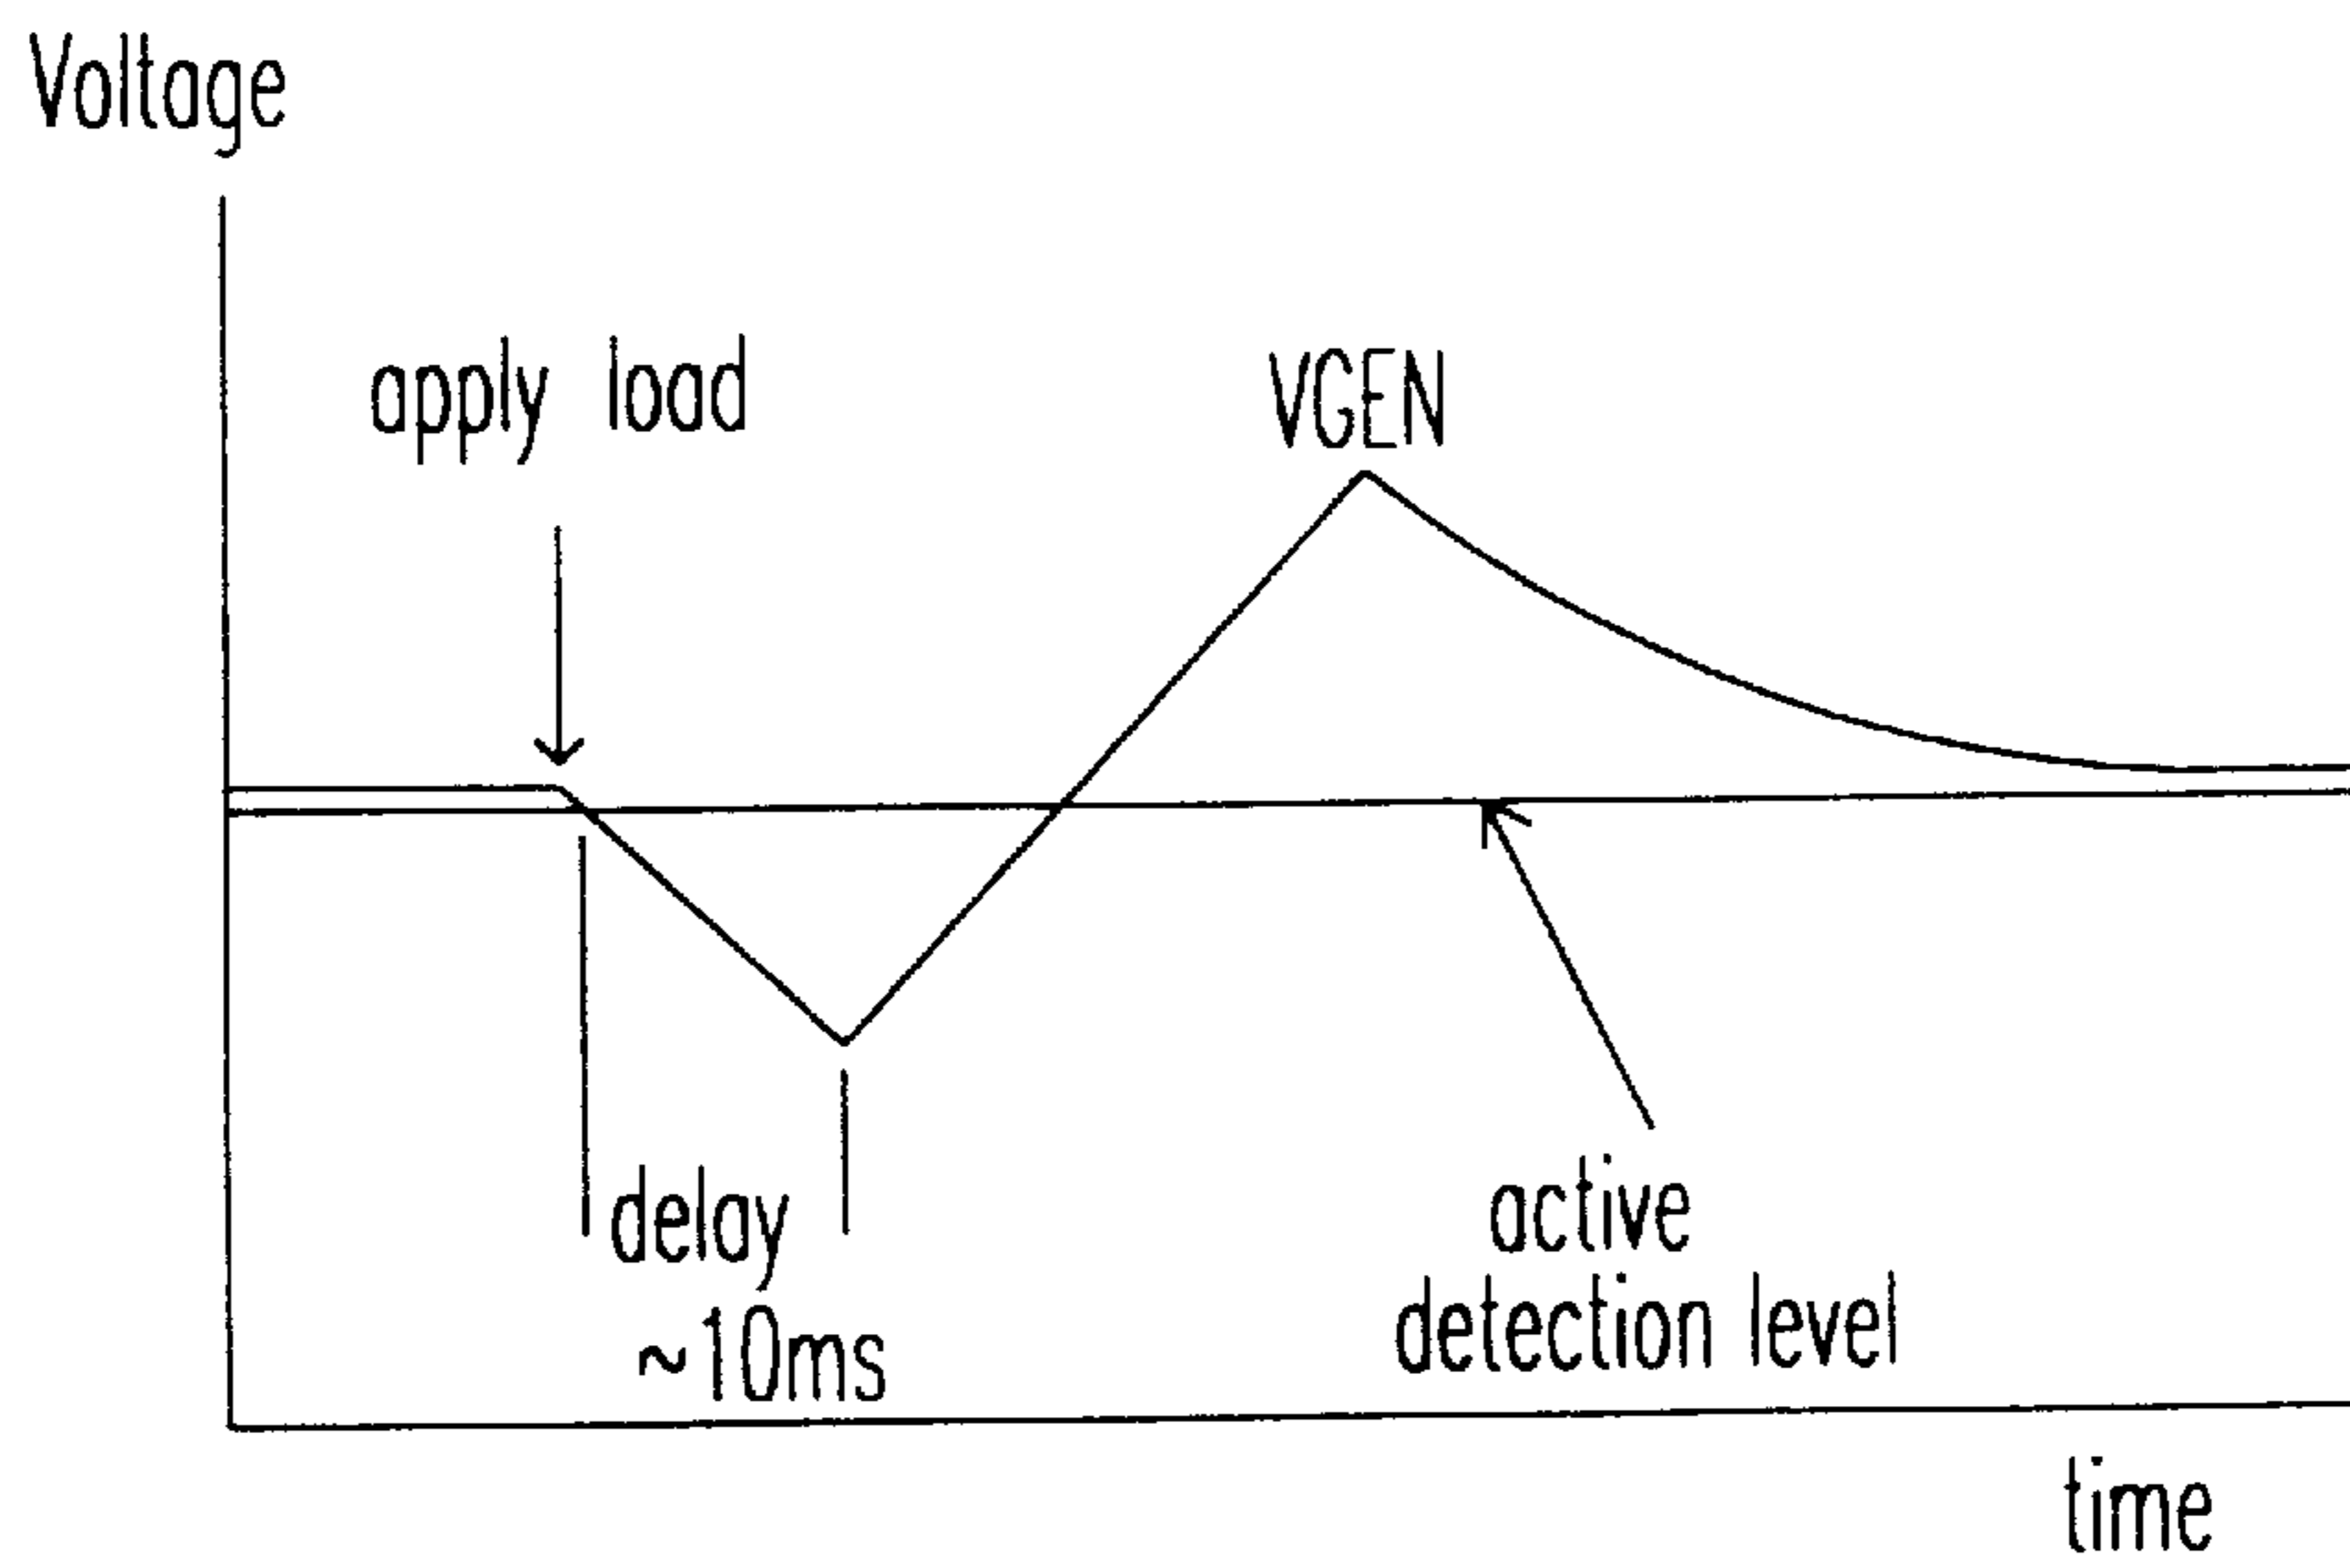 Voltage
apply load
VGEN
delay
~10ms
active
detection level
time